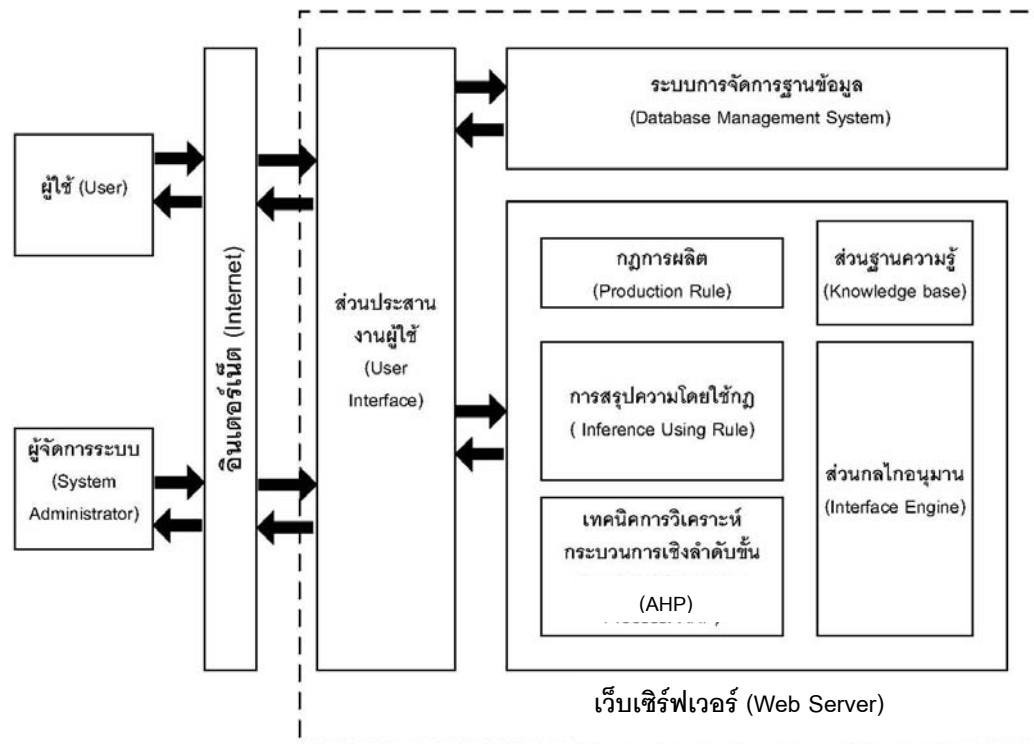 ผู้ใช้ (User)
ผู้จัดการระบบ
(System
Administrator)
อินเตอร์เน็ต (Internet)
ส่วนประสาน
งานผู้ใช้
(User
Interface)
ระบบการจัดการฐานข้อมูล
(Database Management System)
กฎการผลิต
(Production Rule)
ส่วนฐานความรู้
(Knowledge base)
การสรุปความโดยใช้กฎ
( Inference Using Rule)
ส่วนกลไกอนุมาน
(Interface Engine)
เทคนิคการวิเคราะห์
กระบวนการเชิงลำดับขั้น
(AHP)
เว็บเซิร์ฟเวอร์ (Web Server)